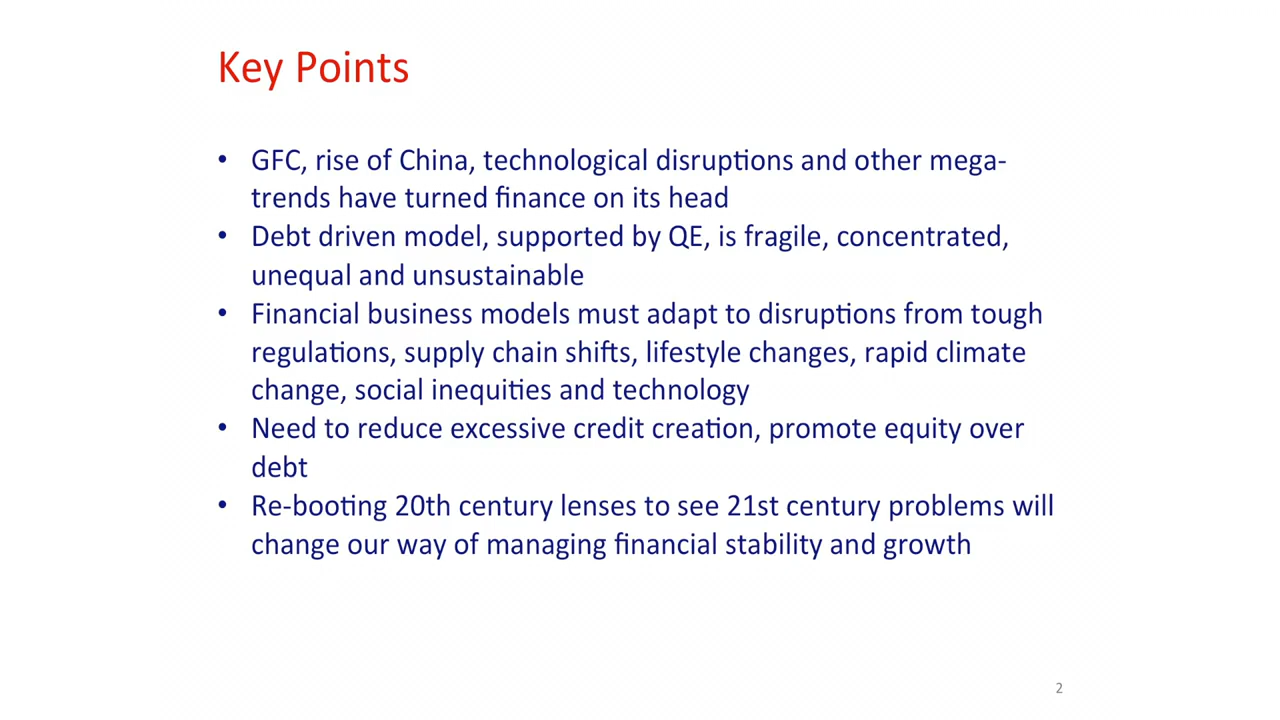 Key Points
• GFC, rise of China, technological disruptions and other mega-
trends have turned finance on its head
• Debt driven model, supported by QE, is fragile, concentrated,
unequal and unsustainable
• Financial business models must adapt to disruptions from tough
regulations, supply chain shifts, lifestyle changes, rapid climate
change, social inequities and technology
• Need to reduce excessive credit creation, promote equity over
debt
• Re-booting 20th century lenses to see 21st century problems will
change our way of managing financial stability and growth
2